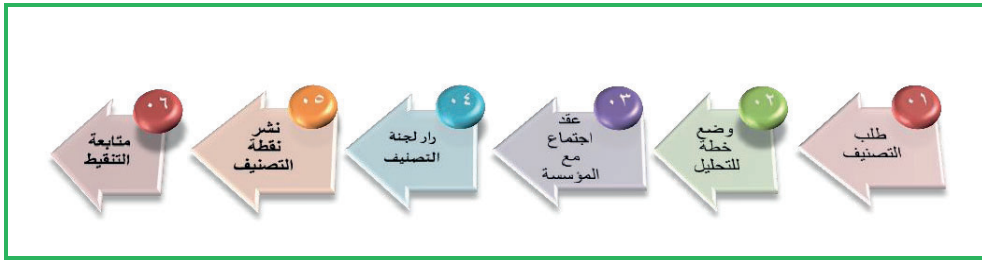 ٠١
طلب
التصنيف
٠٢
وضع
خطة
للتحليل
٠٣
عقد
اجتماع
مع
المؤسسة
٠٤
رار لجنة
التصنيف
٠٥
نشر
نقطة
التصنيف
٠٦
متابعة
التنقيط